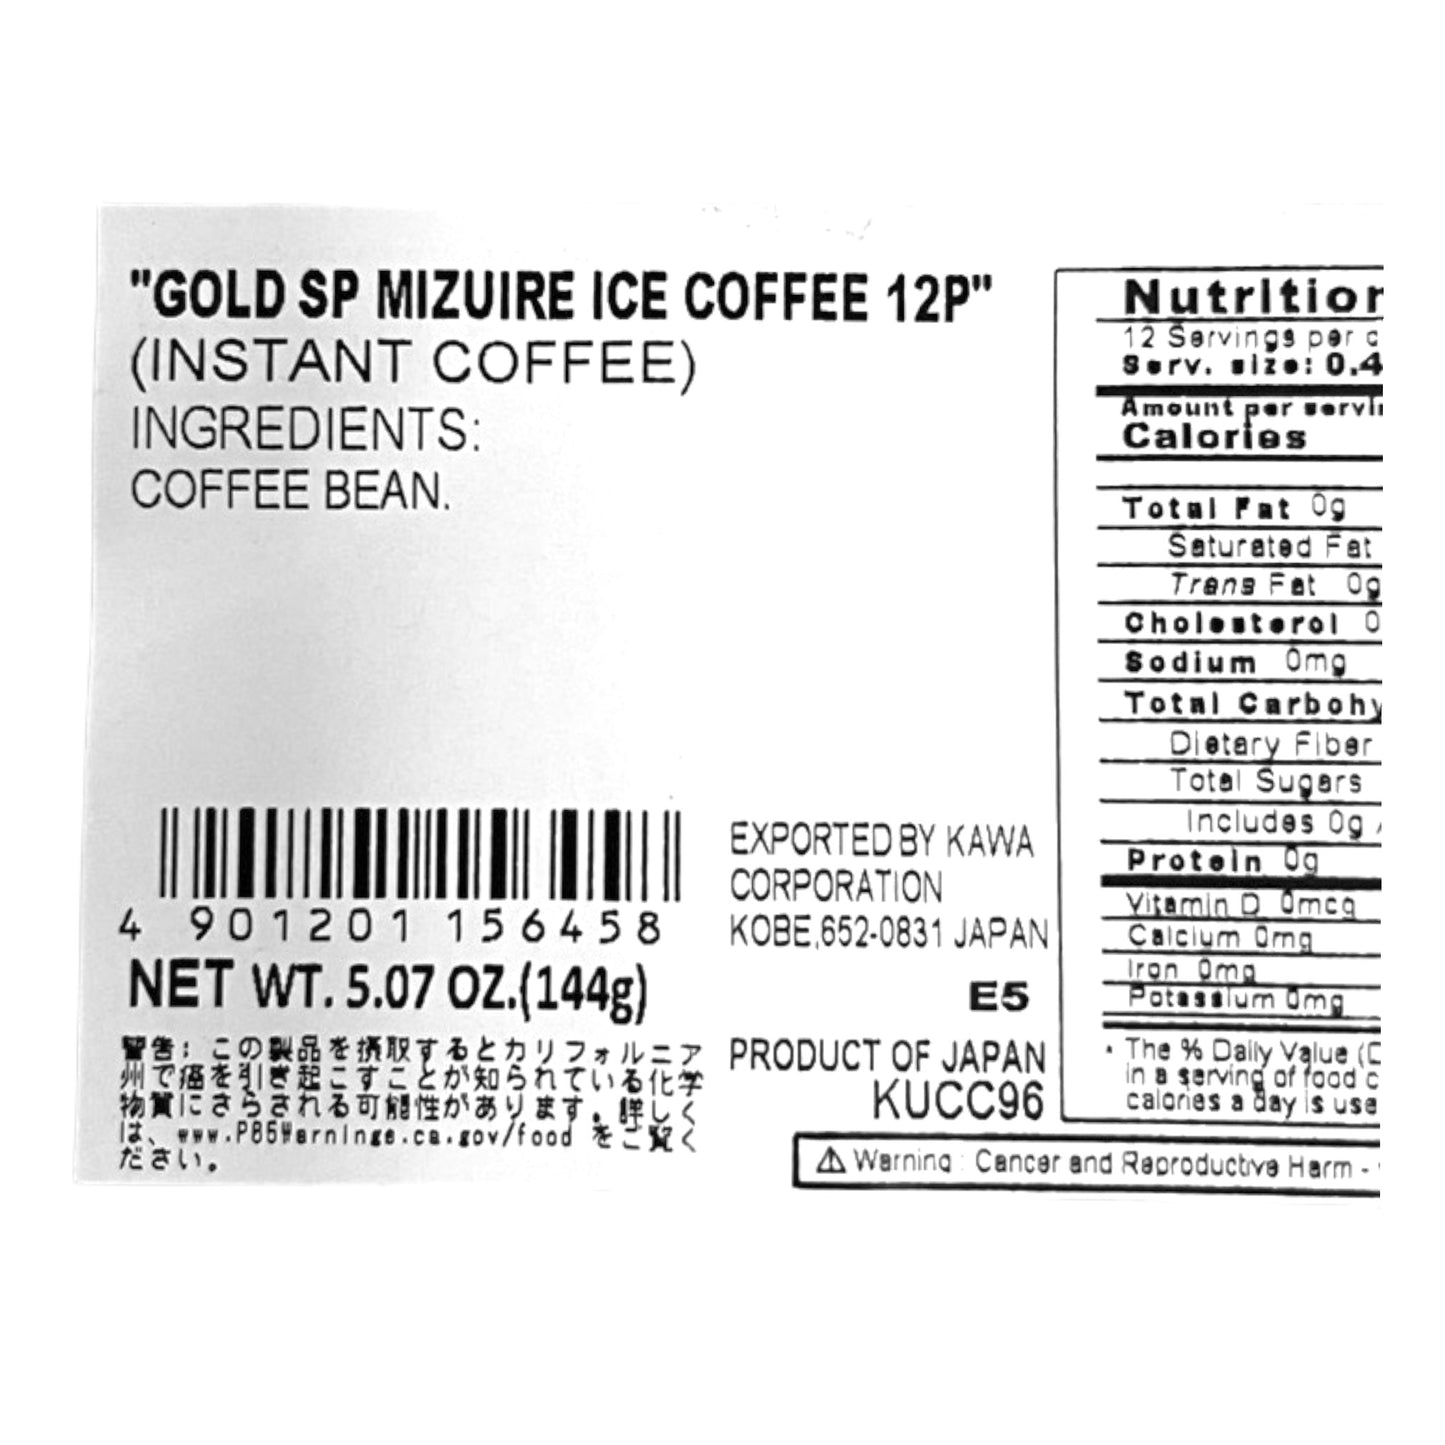 "GOLD SP MIZUIRE ICE COFFEE 12P"
(INSTANT COFFEE)
INGREDIENTS:
COFFEE BEAN.
4 901201 156458
NET WT. 5.07 OZ.(144g)
警告: この製品を摂取するとカリフォルニア
州で癌を引き起こすことが知られている化学
物質にさらされる可能性があります。詳しく
は、www.P65Warnings.ca.gov/food をご覧く
ださい。
EXPORTED BY KAWA
CORPORATION
KOBE,652-0831 JAPAN
E5
PRODUCT OF JAPAN
KUCC96
Nutrition
12 Servings per c
Serv. size: 0.4
Amount per servi
Calories
Total Fat 0g
Saturated Fat
Trans Fat 0g
Cholesterol 0
Sodium 0mg
Total Carbohy
Dietary Fiber
Total Sugars
Includes 0g
Protein 0g
Vitamin D 0mcg
Calcium 0mg
Iron 0mg
Potassium 0mg
* The % Daily Value (D
in a serving of food c
calories a day is use
⚠ Warning : Cancer and Reproductive Harm -